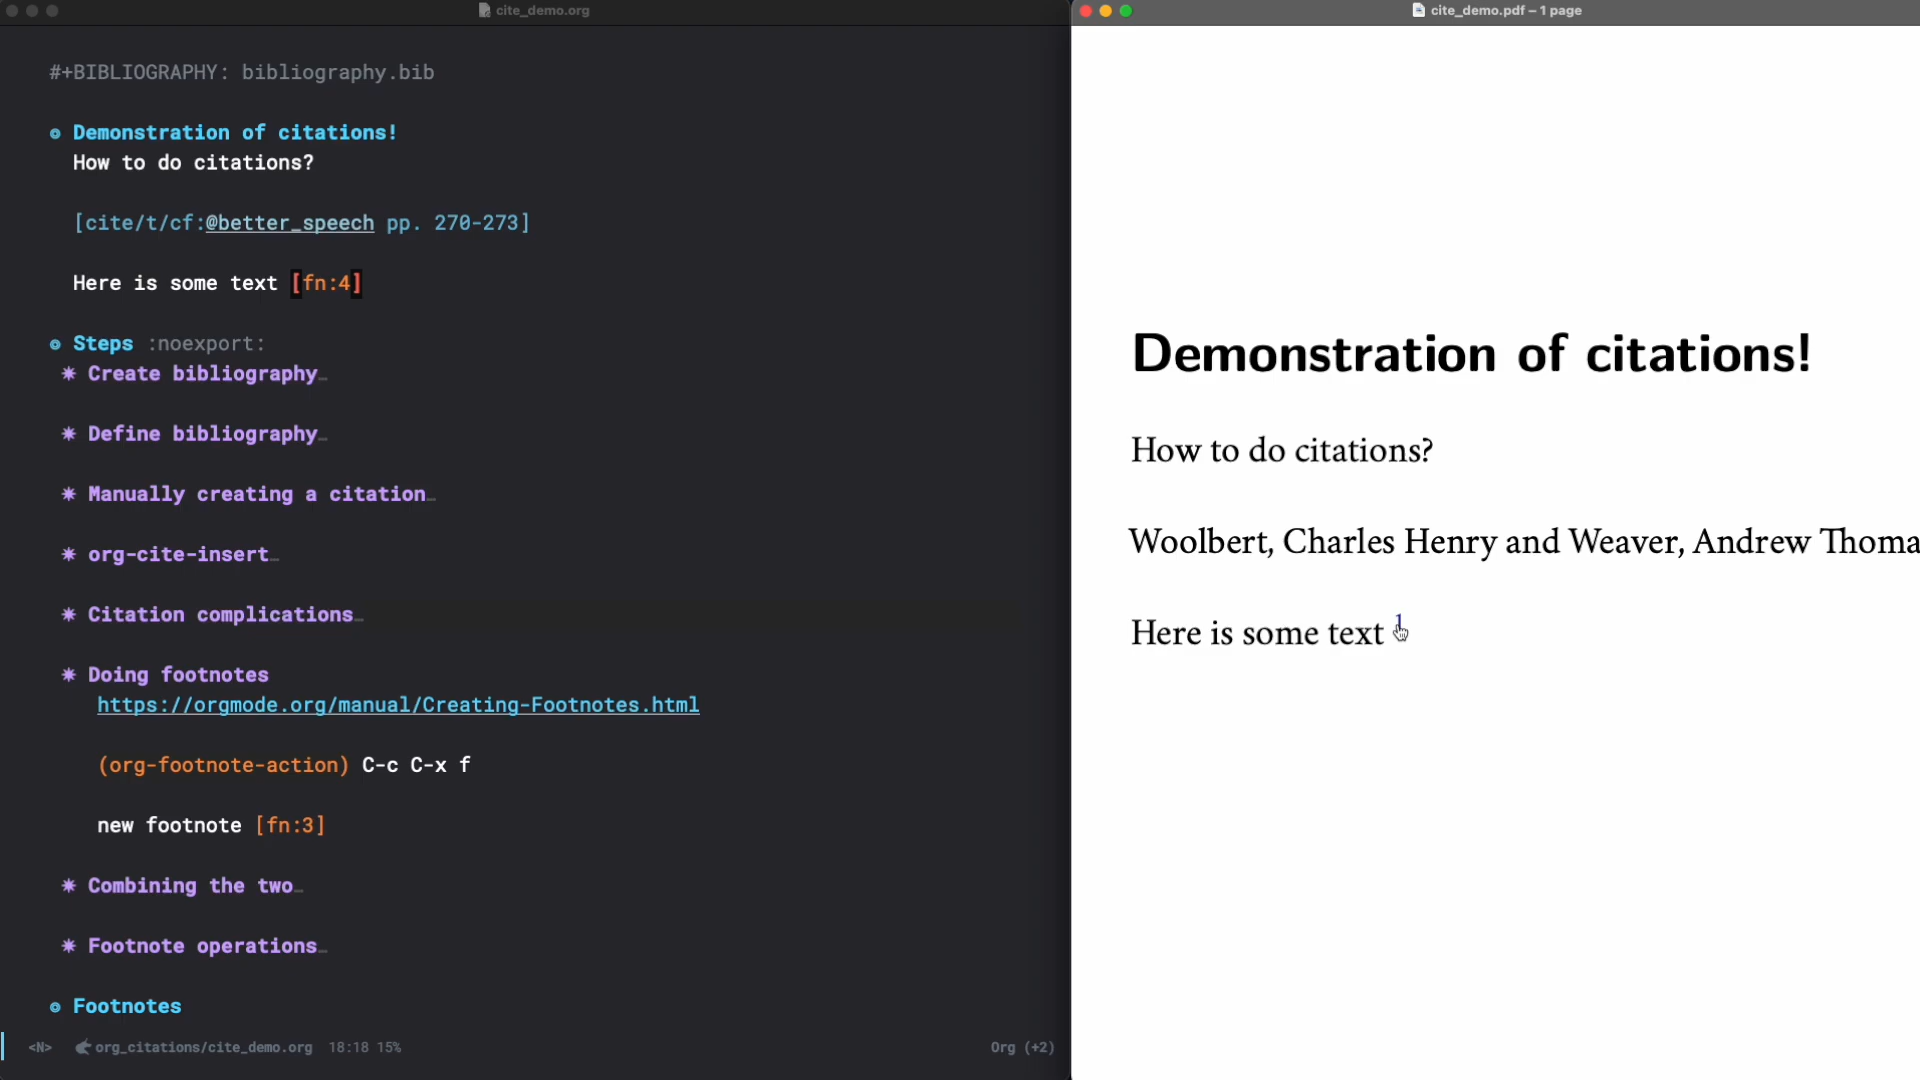 cite_demo.org
#+BIBLIOGRAPHY: bibliography.bib
Demonstration of citations!
How to do citations?
[cite/t/cf:@better_speech pp. 270-273]
Here is some text [fn:4]
Steps :noexport:
Create bibliography…
Define bibliography…
Manually creating a citation…
org-cite-insert…
Citation complications…
Doing footnotes
https://orgmode.org/manual/Creating-Footnotes.html
(org-footnote-action) C-c C-x f
new footnote [fn:3]
Combining the two…
Footnote operations…
Footnotes
<N> org_citations/cite_demo.org 18:18 15% Org (+2)
cite_demo.pdf – 1 page
Demonstration of citations!
How to do citations?
Woolbert, Charles Henry and Weaver, Andrew Thoma
Here is some text 1